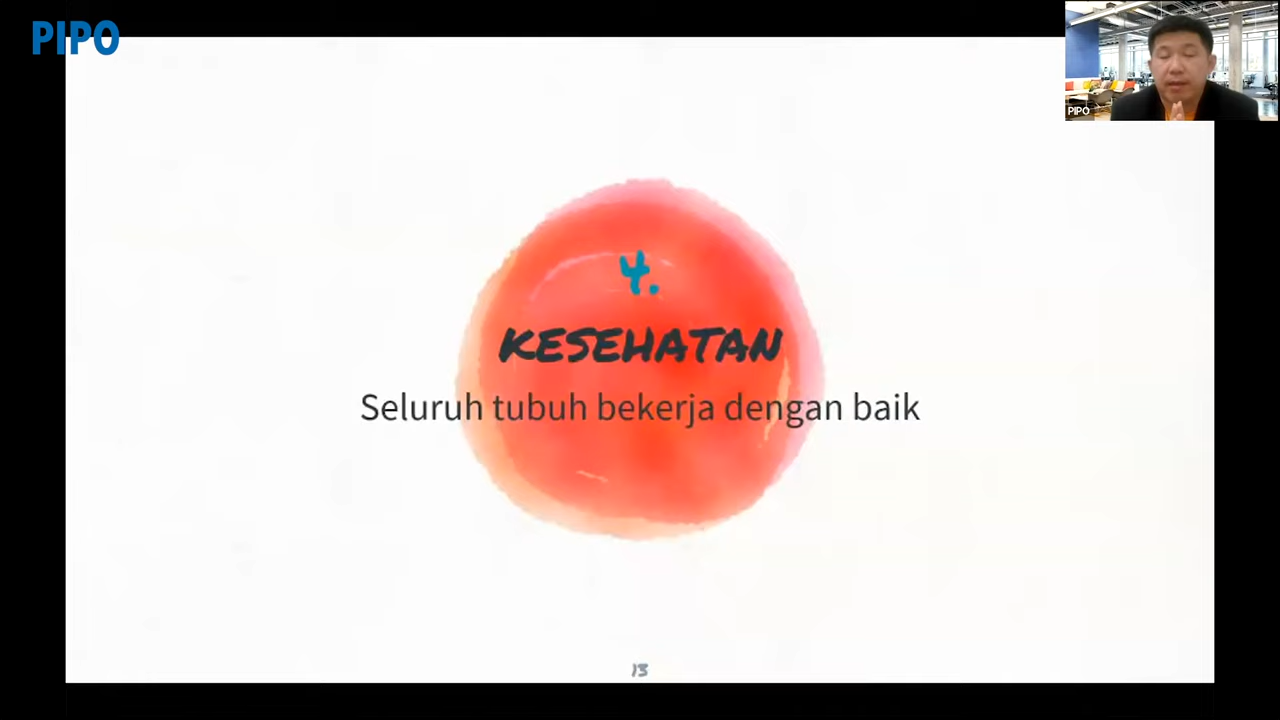 PIPO
PIPO
4.
KESEHATAN
Seluruh tubuh bekerja dengan baik
13